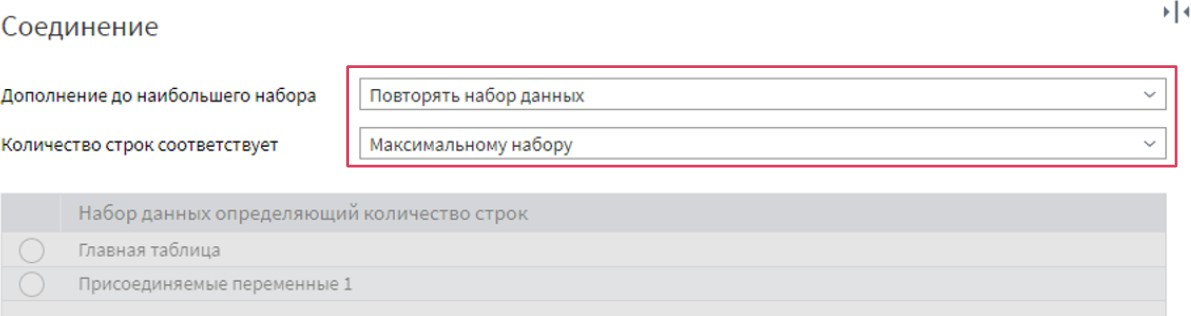 Соединение
Дополнение до наибольшего набора Повторять набор данных
Количество строк соответствует Максимальному набору
Набор данных определяющий количество строк
Главная таблица
Присоединяемые переменные 1